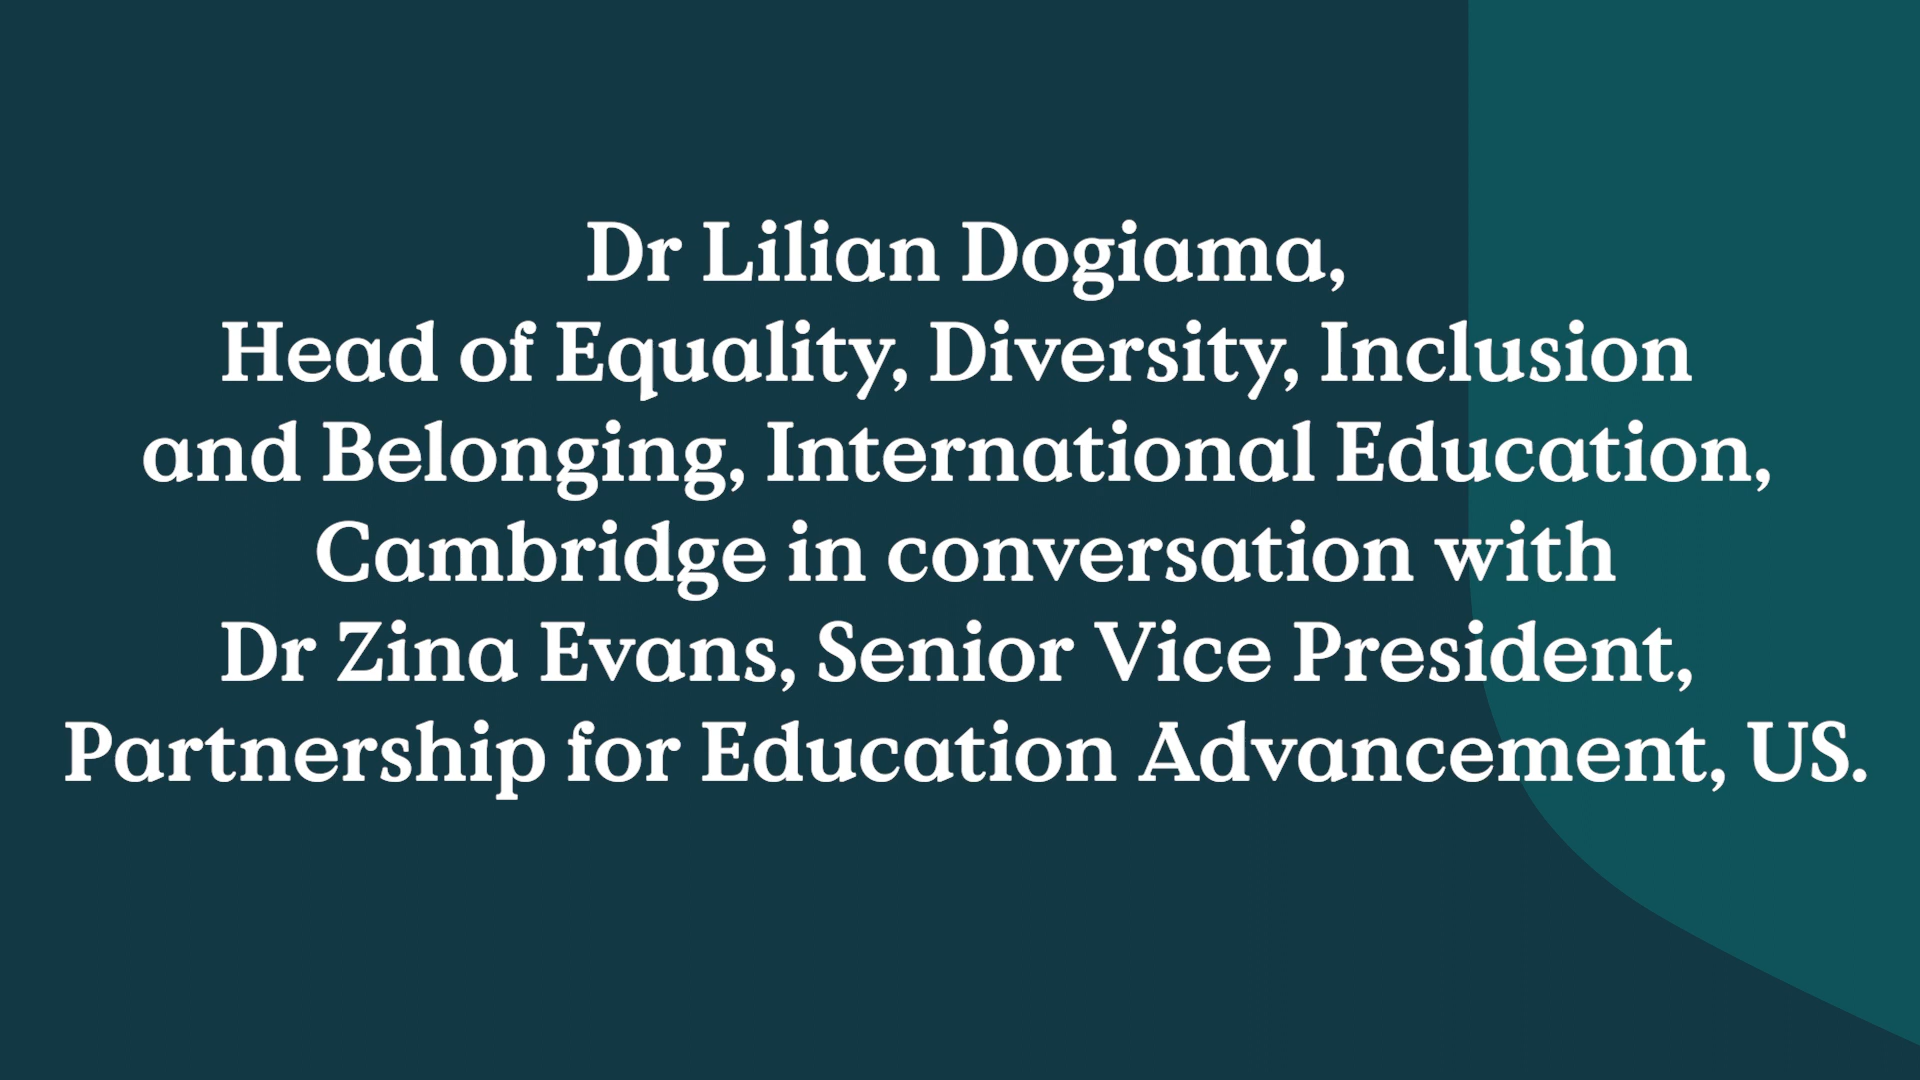 Dr Lilian Dogiama,
Head of Equality, Diversity, Inclusion
and Belonging, International Education,
Cambridge in conversation with
Dr Zina Evans, Senior Vice President,
Partnership for Education Advancement, US.